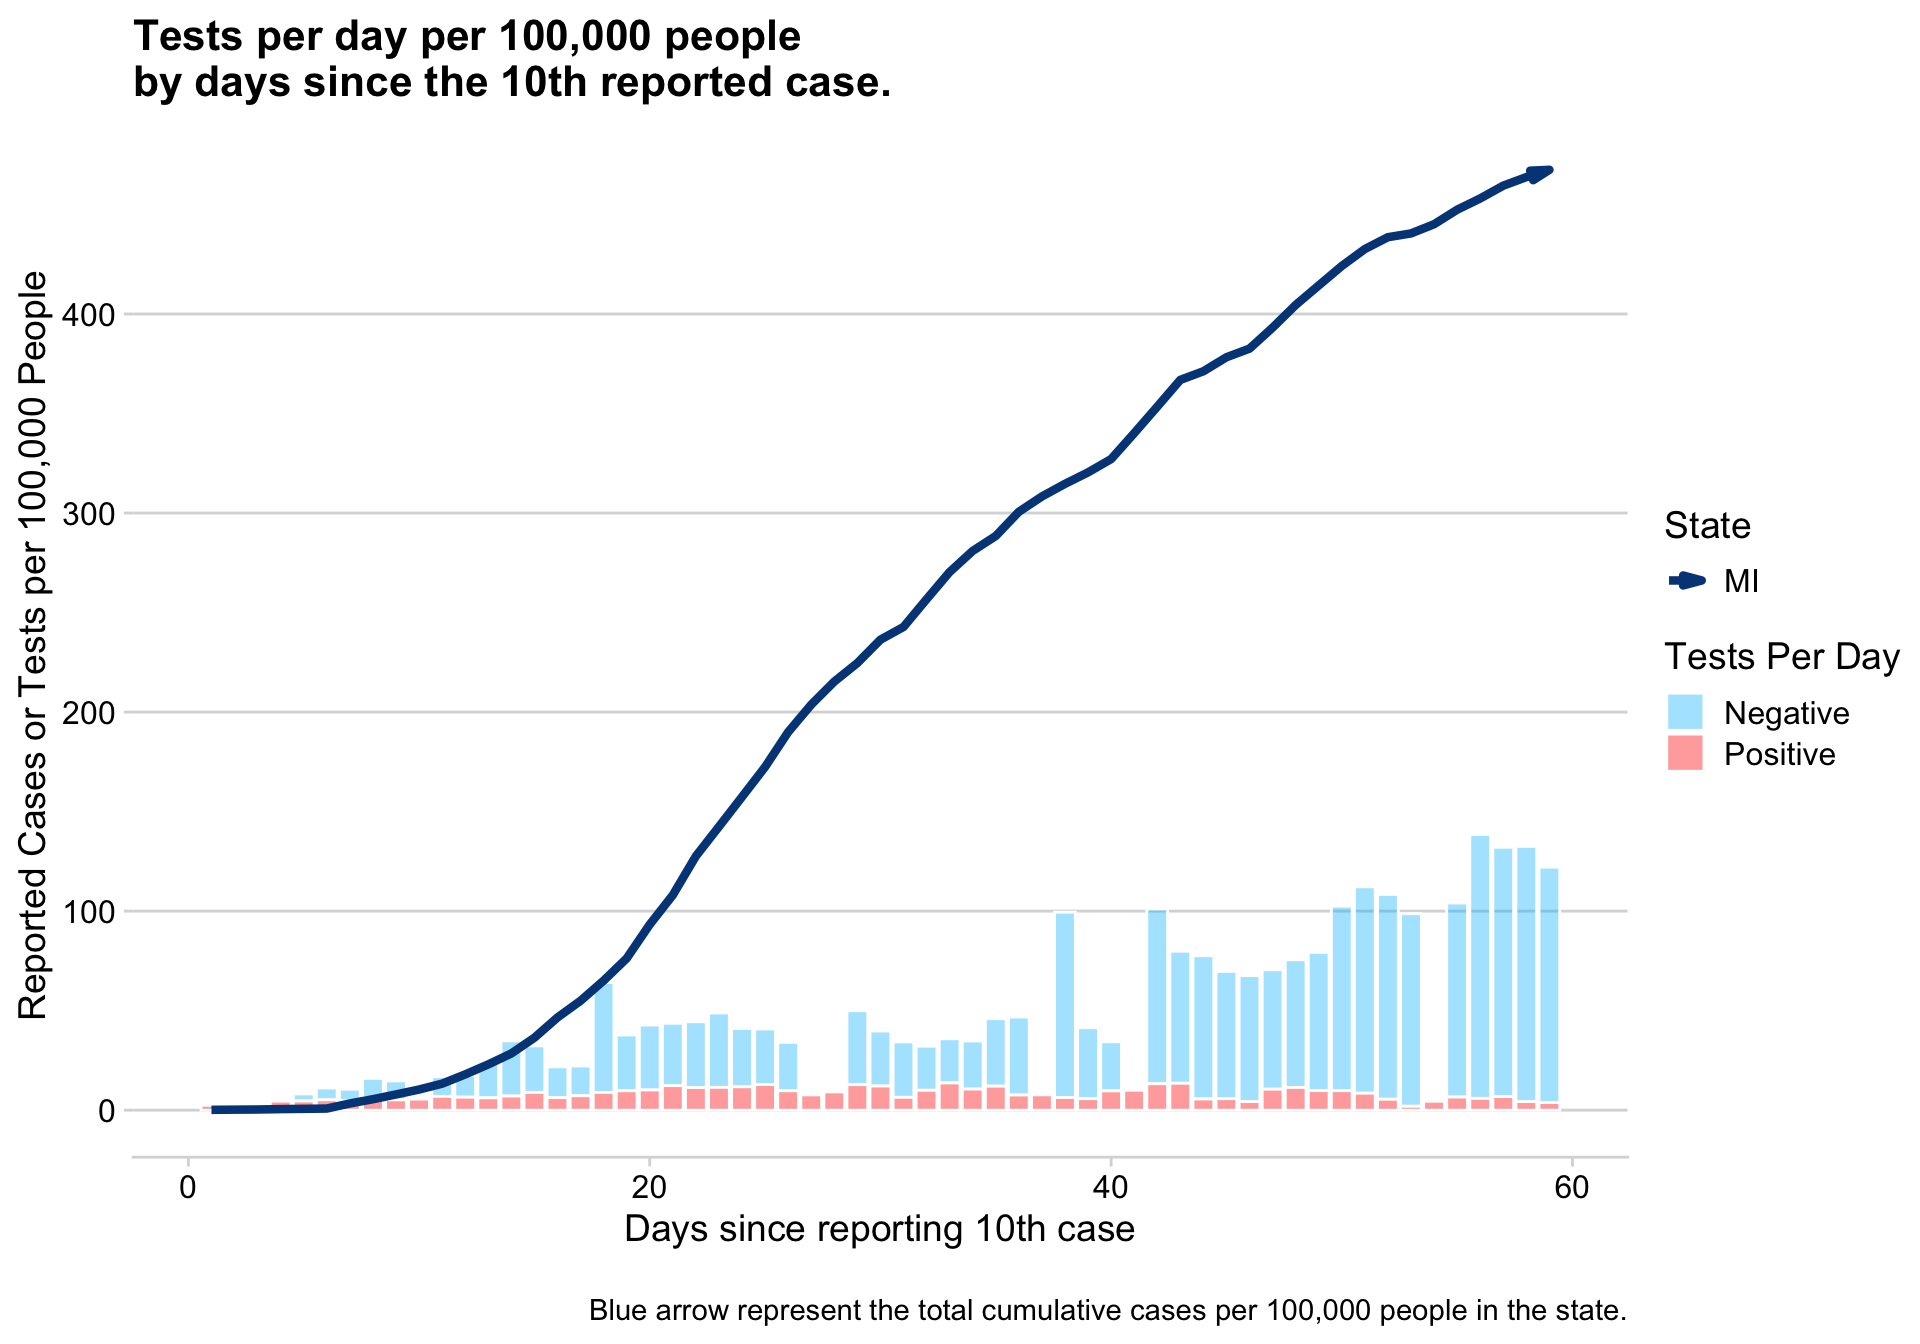 Tests per day per 100,000 people
by days since the 10th reported case.
Reported Cases or Tests per 100,000 People
400
300
200
100
0
0
20
40
60
Days since reporting 10th case
State
MI
Tests Per Day
Negative
Positive
Blue arrow represent the total cumulative cases per 100,000 people in the state.